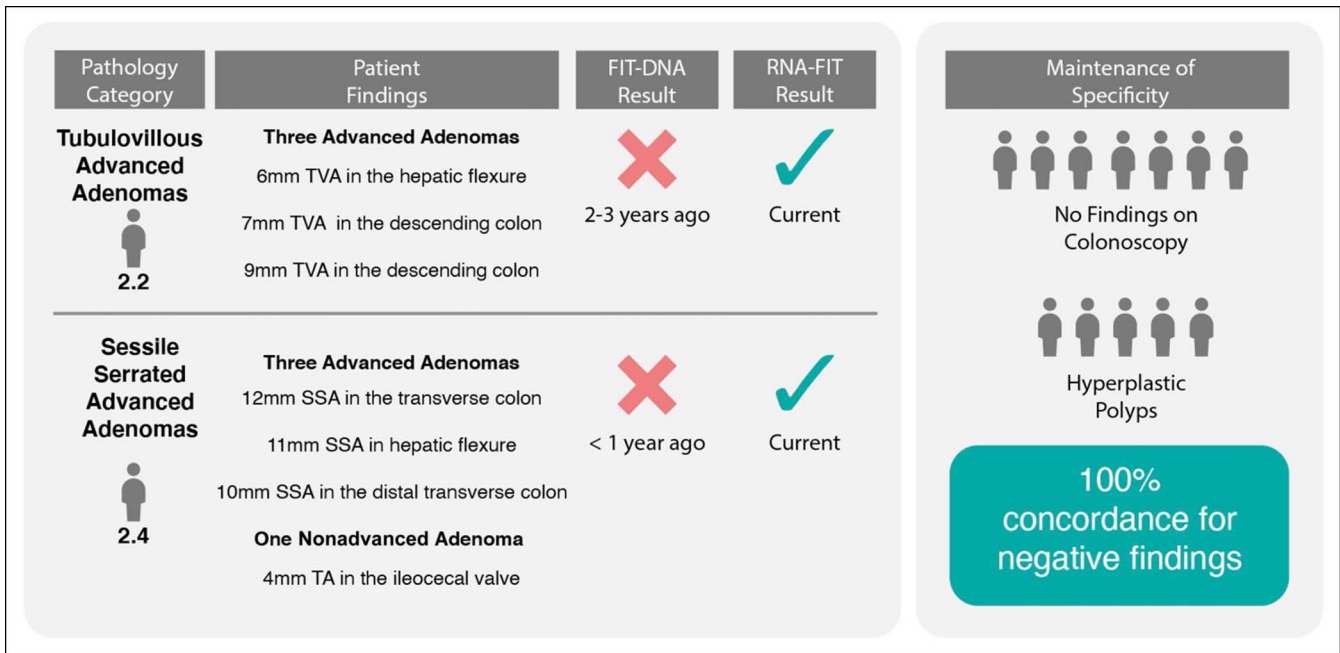 Pathology
Category
Patient
Findings
FIT-DNA
Result
RNA-FIT
Result
Tubulovillous
Advanced
Adenomas
2.2
Three Advanced Adenomas
6mm TVA in the hepatic flexure
7mm TVA in the descending colon
9mm TVA in the descending colon
2-3 years ago
Current
Sessile
Serrated
Advanced
Adenomas
2.4
Three Advanced Adenomas
12mm SSA in the transverse colon
11mm SSA in hepatic flexure
10mm SSA in the distal transverse colon
One Nonadvanced Adenoma
4mm TA in the ileocecal valve
< 1 year ago
Current
Maintenance of
Specificity
No Findings on
Colonoscopy
Hyperplastic
Polyps
100%
concordance for
negative findings